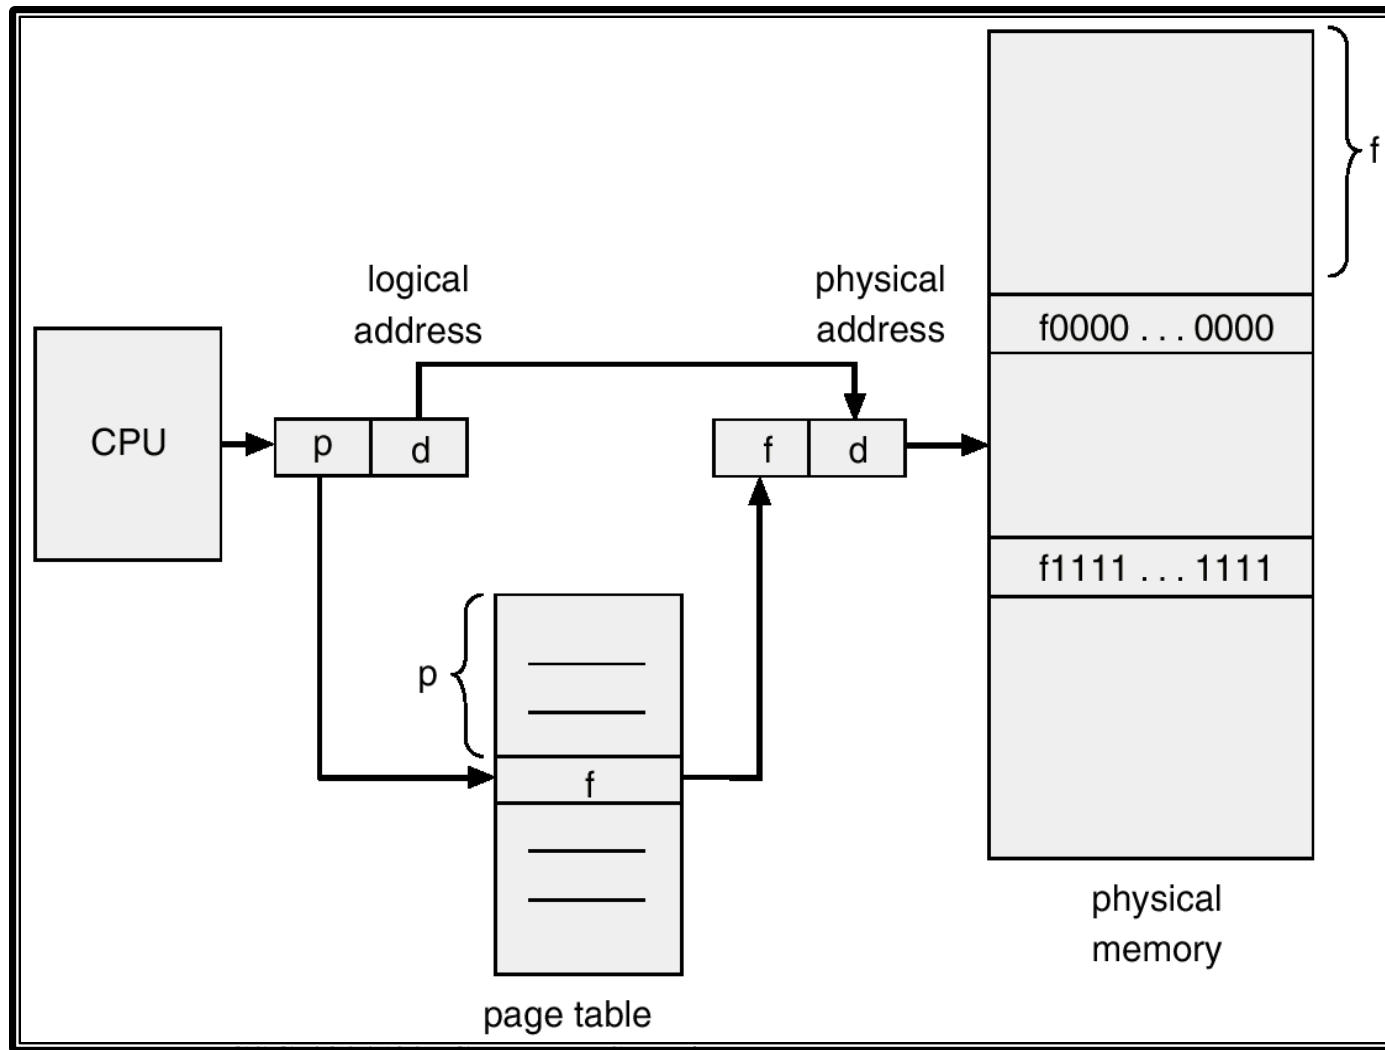 f
f0000 . . . 0000
logical
address
physical
address
CPU
p
d
f
d
f1111 . . . 1111
p
f
physical
memory
page table